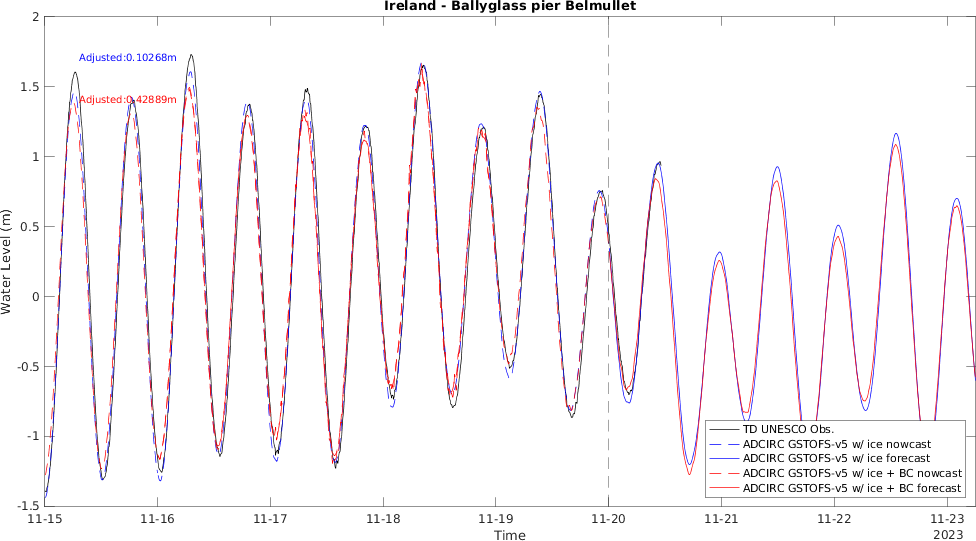 Ireland - Ballyglass pier Belmullet
2
Adjusted:0.10268m
1.5
Adjusted:0.42889m
1
0.5
0
-0.5
-1
-1.5
Water Level (m)
TD UNESCO Obs.
ADCIRC GSTOFS-v5 w/ ice nowcast
ADCIRC GSTOFS-v5 w/ ice forecast
ADCIRC GSTOFS-v5 w/ ice + BC nowcast
ADCIRC GSTOFS-v5 w/ ice + BC forecast
11-15 11-16 11-17 11-18 11-19 11-20 11-21 11-22 11-23
Time
2023